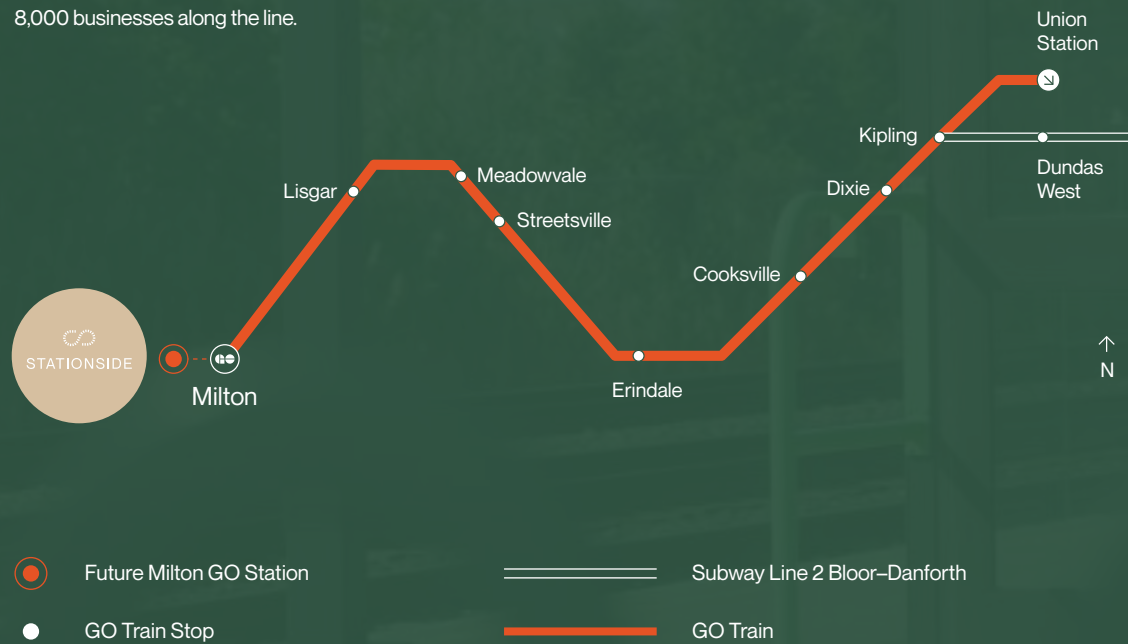 8,000 businesses along the line.
Union
Station
Kipling
Dundas
West
Meadowvale
Lisgar
Dixie
Streetsville
Cooksville
STATIONSIDE
N
Milton
Erindale
Future Milton GO Station
Subway Line 2 Bloor–Danforth
GO Train Stop
GO Train